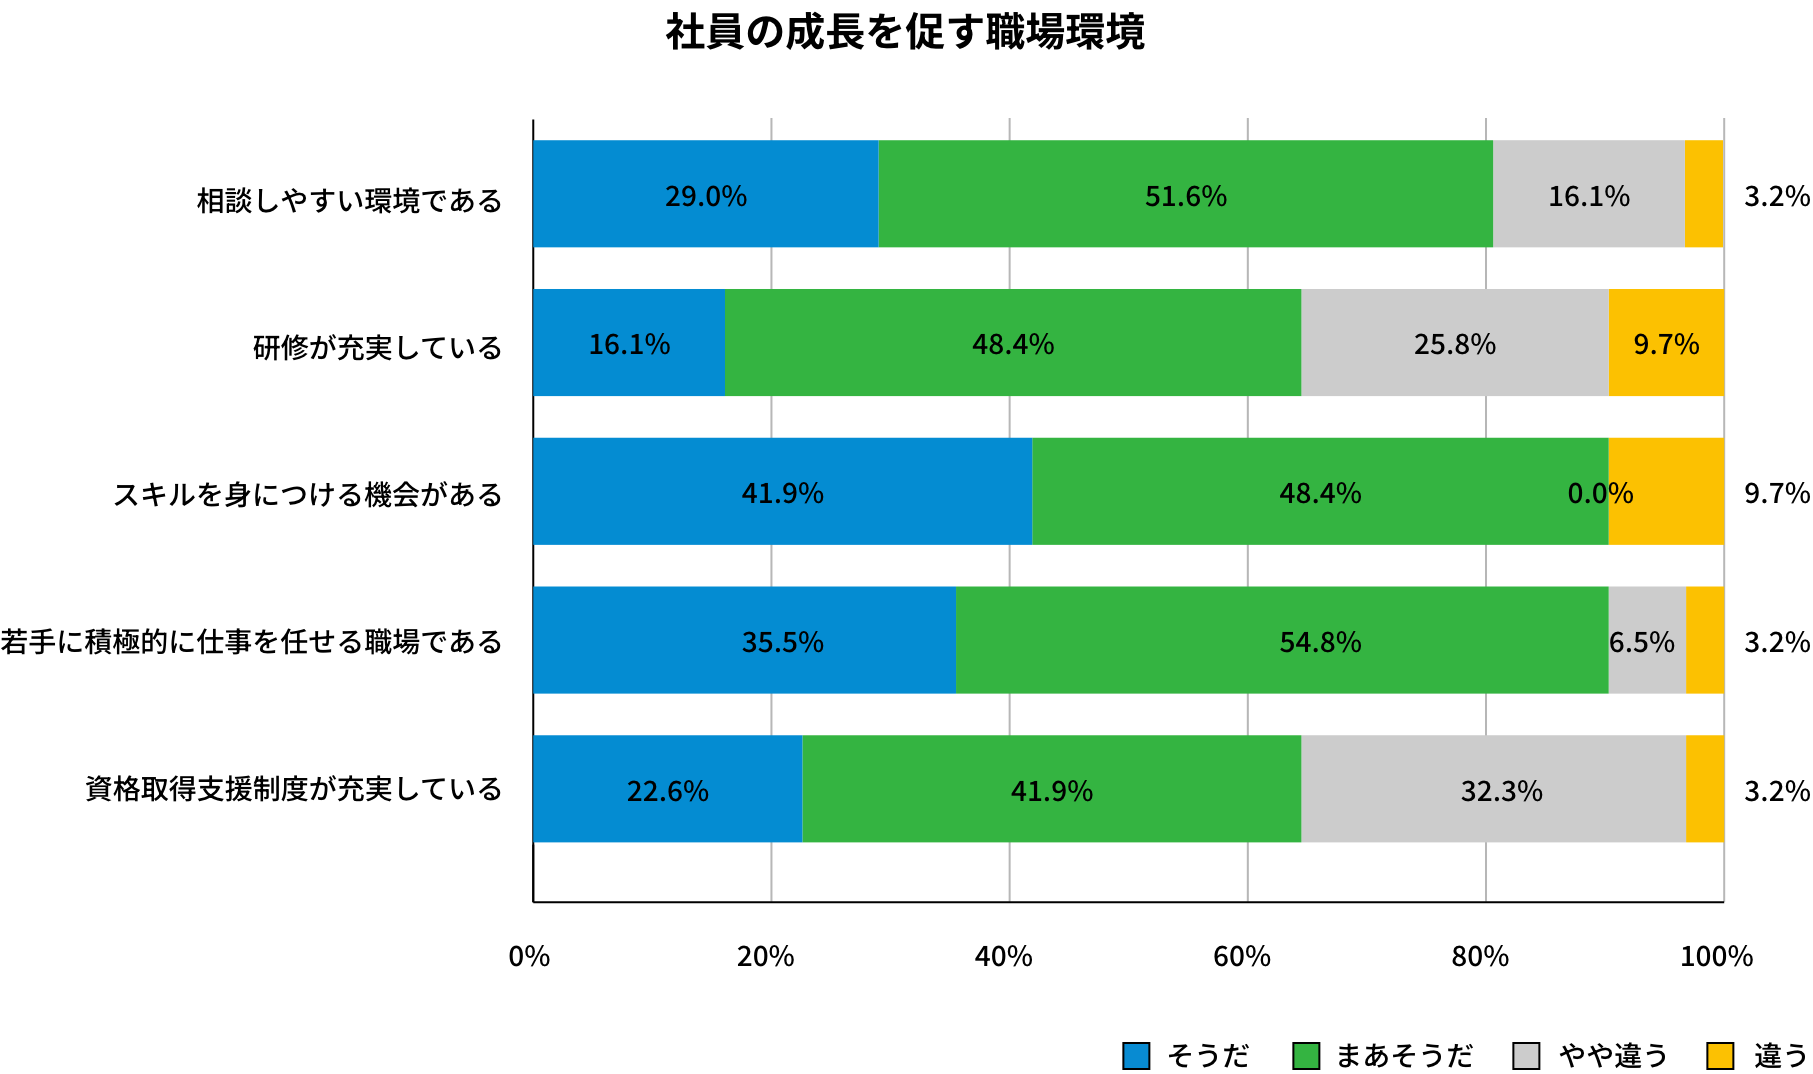 社員の成長を促す職場環境
相談しやすい環境である 29.0% 51.6% 16.1% 3.2%
研修が充実している 16.1% 48.4% 25.8% 9.7%
スキルを身につける機会がある 41.9% 48.4% 0.0% 9.7%
若手に積極的に仕事を任せる職場である 35.5% 54.8% 6.5% 3.2%
資格取得支援制度が充実している 22.6% 41.9% 32.3% 3.2%
0% 20% 40% 60% 80% 100%
そうだ まあそうだ やや違う 違う